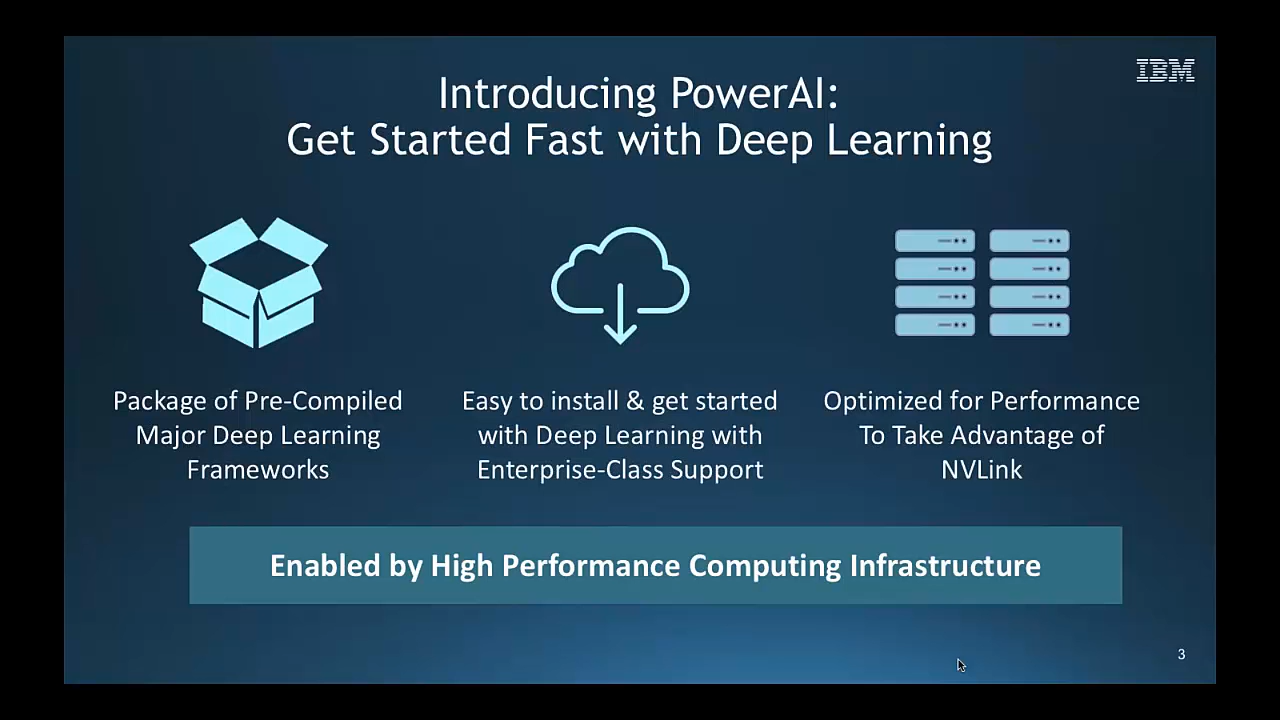 IBM
Introducing PowerAI:
Get Started Fast with Deep Learning
Package of Pre-Compiled
Major Deep Learning
Frameworks
Easy to install & get started
with Deep Learning with
Enterprise-Class Support
Optimized for Performance
To Take Advantage of
NVLink
Enabled by High Performance Computing Infrastructure
3